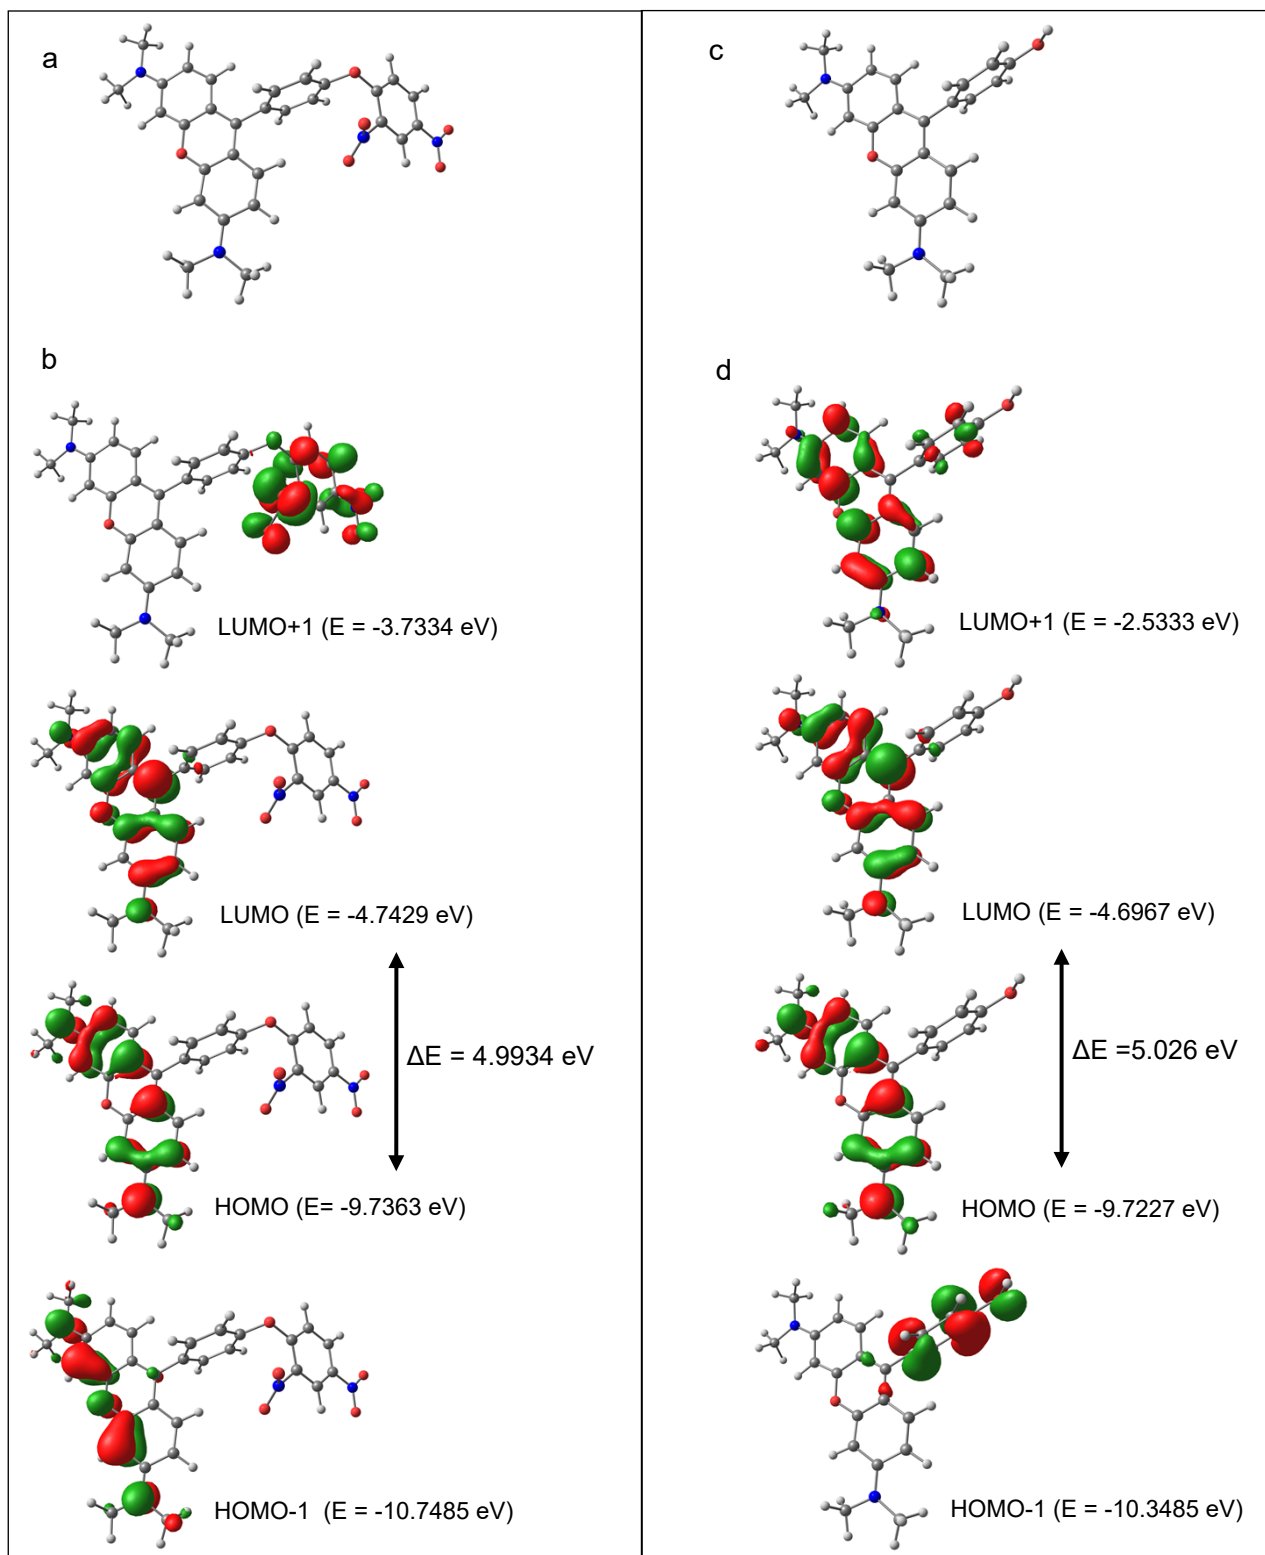 a
b
LUMO+1 (E = -3.7334 eV)
LUMO (E = -4.7429 eV)
ΔE = 4.9934 eV
HOMO (E= -9.7363 eV)
HOMO-1 (E = -10.7485 eV)
c
d
LUMO+1 (E = -2.5333 eV)
LUMO (E = -4.6967 eV)
ΔE =5.026 eV
HOMO (E = -9.7227 eV)
HOMO-1 (E = -10.3485 eV)